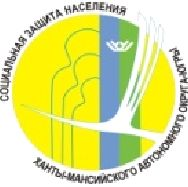 СОЦИАЛЬНАЯ ЗАЩИТА НАСЕЛЕНИЯ
ХАНТЫ-МАНСИЙСКОГО АВТОНОМНОГО ОКРУГА-ЮГРЫ